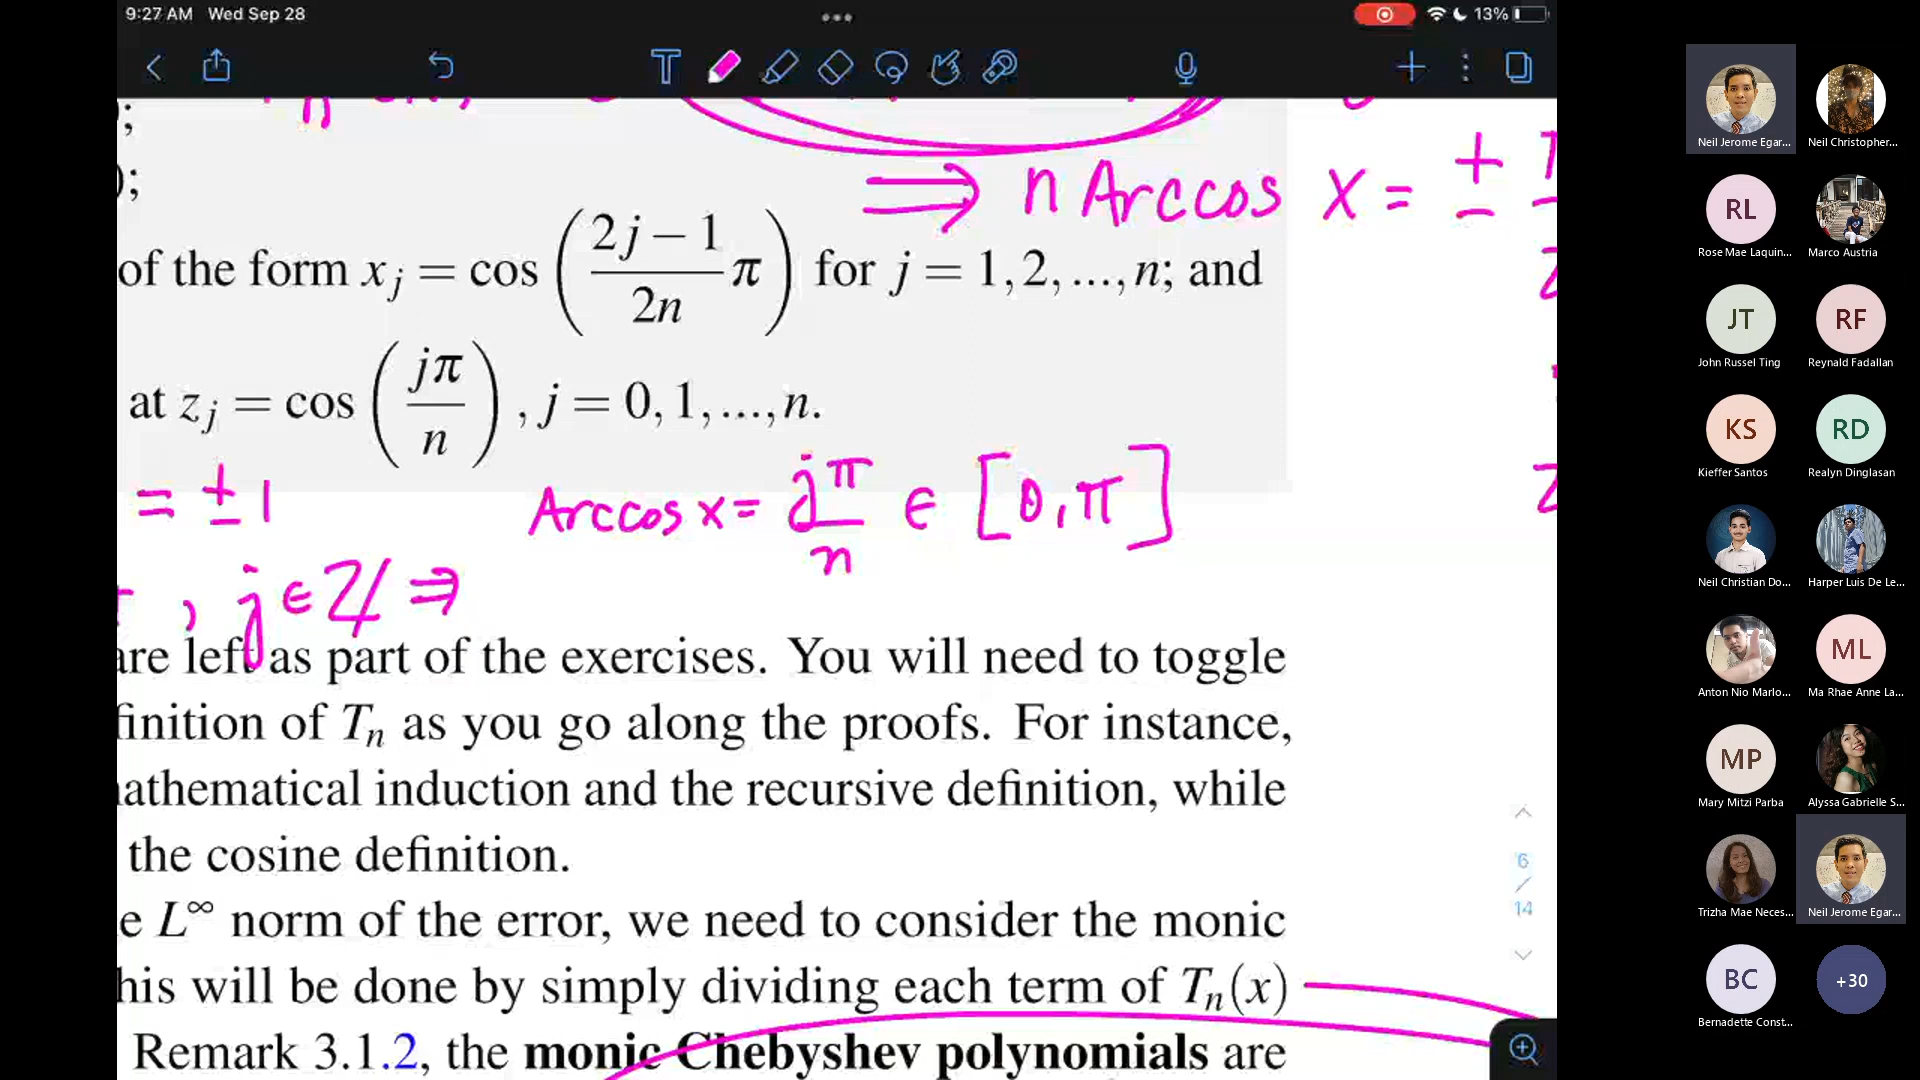 9:27 AM Wed Sep 28
13%
);
);
⟹ n Arccos x = ±
of the form xⱼ = cos ( (2j − 1)/(2n) π ) for j = 1, 2, ..., n; and
at zⱼ = cos ( jπ/n ) , j = 0, 1, ..., n.
= ±1 Arccos x = jπ/n ∈ [0, π]
, j ∈ ℤ ⇒
are left as part of the exercises. You will need to toggle
finition of Tₙ as you go along the proofs. For instance,
nathematical induction and the recursive definition, while
the cosine definition.
e L∞ norm of the error, we need to consider the monic
his will be done by simply dividing each term of Tₙ(x)
Remark 3.1.2, the monic Chebyshev polynomials are
6
/
14
Neil Jerome Egar...
Neil Christopher...
RL
Rose Mae Laquin...
Marco Austria
JT
John Russel Ting
RF
Reynald Fadallan
KS
Kieffer Santos
RD
Realyn Dinglasan
Neil Christian Do...
Harper Luis De Le...
Anton Nio Marlo...
ML
Ma Rhae Anne La...
MP
Mary Mitzi Parba
Alyssa Gabrielle S...
Trizha Mae Neces...
Neil Jerome Egar...
BC
Bernadette Const...
+30